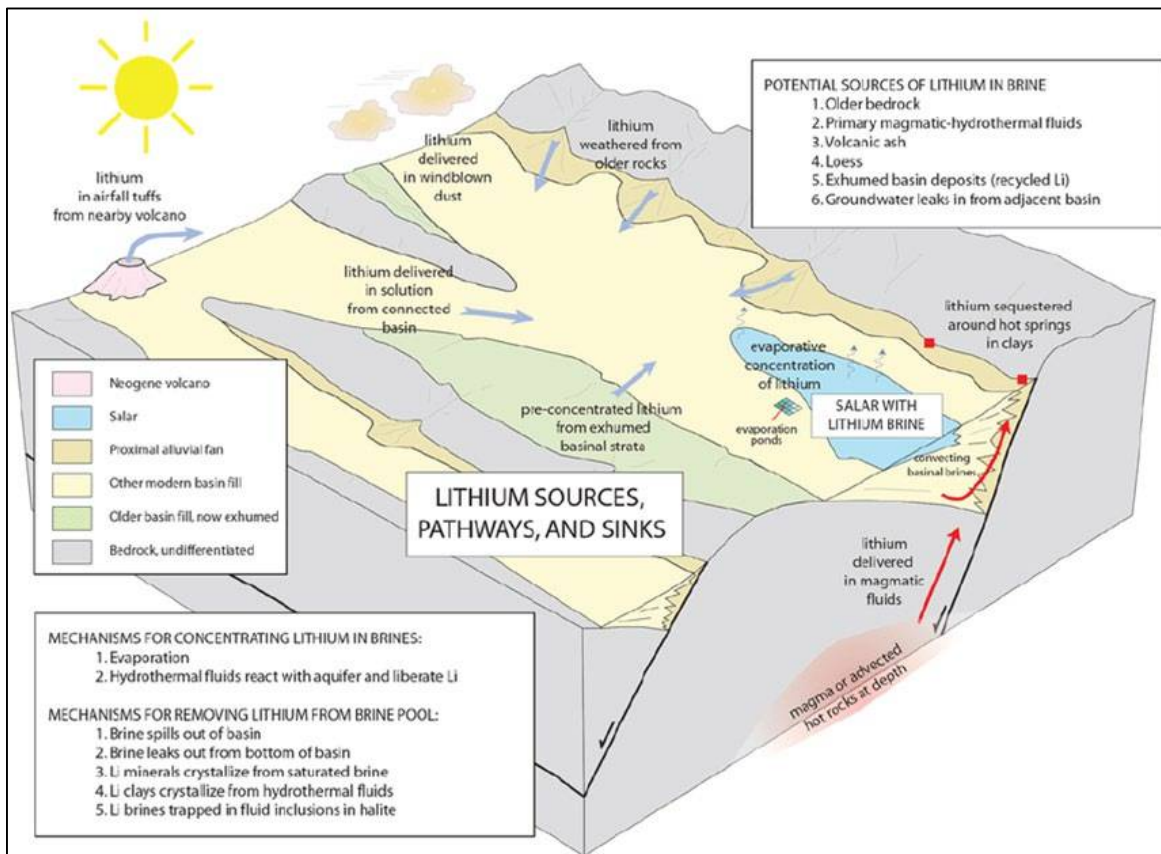 POTENTIAL SOURCES OF LITHIUM IN BRINE
1. Older bedrock
2. Primary magmatic-hydrothermal fluids
3. Volcanic ash
4. Loess
5. Exhumed basin deposits (recycled Li)
6. Groundwater leaks in from adjacent basin
lithium
in airfall tuffs
from nearby volcano
lithium
delivered
in windblown
dust
lithium
weathered from
older rocks
lithium delivered
in solution
from connected
basin
lithium sequestered
around hot springs
in clays
evaporative
concentration
of lithium
SALAR WITH
LITHIUM BRINE
evaporation
ponds
pre-concentrated lithium
from exhumed
basinal strata
convecting
basinal brines
Neogene volcano
Salar
Proximal alluvial fan
Other modern basin fill
Older basin fill, now exhumed
Bedrock, undifferentiated
LITHIUM SOURCES,
PATHWAYS, AND SINKS
lithium
delivered
in magmatic
fluids
magma or advected
hot rocks at depth
MECHANISMS FOR CONCENTRATING LITHIUM IN BRINES:
1. Evaporation
2. Hydrothermal fluids react with aquifer and liberate Li
MECHANISMS FOR REMOVING LITHIUM FROM BRINE POOL:
1. Brine spills out of basin
2. Brine leaks out from bottom of basin
3. Li minerals crystallize from saturated brine
4. Li clays crystallize from hydrothermal fluids
5. Li brines trapped in fluid inclusions in halite